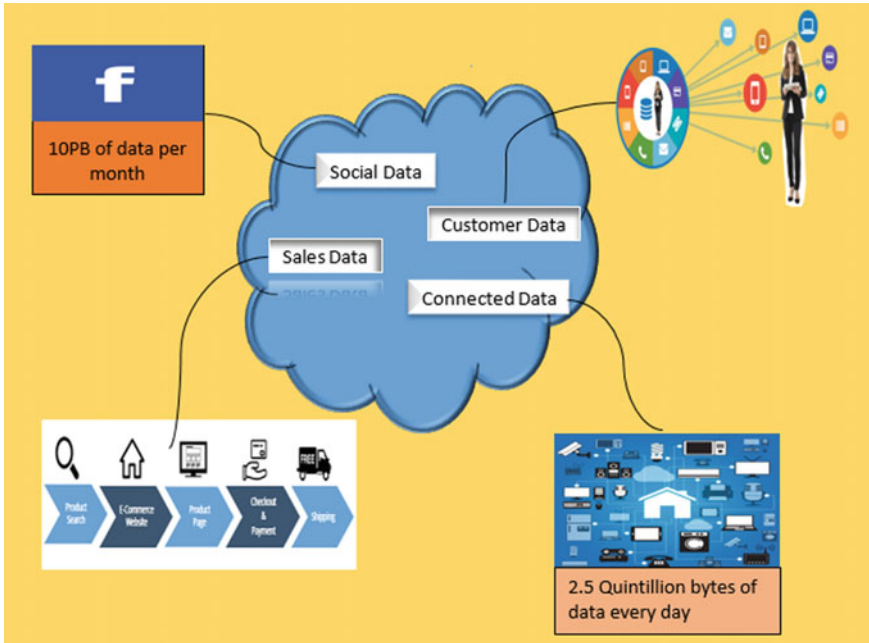 f
10PB of data per
month
Social Data
Customer Data
Sales Data
Connected Data
Product
Search
E-Commerce
Website
Product
Page
Checkout
&
Payment
FREE
Shipping
2.5 Quintillion bytes of
data every day